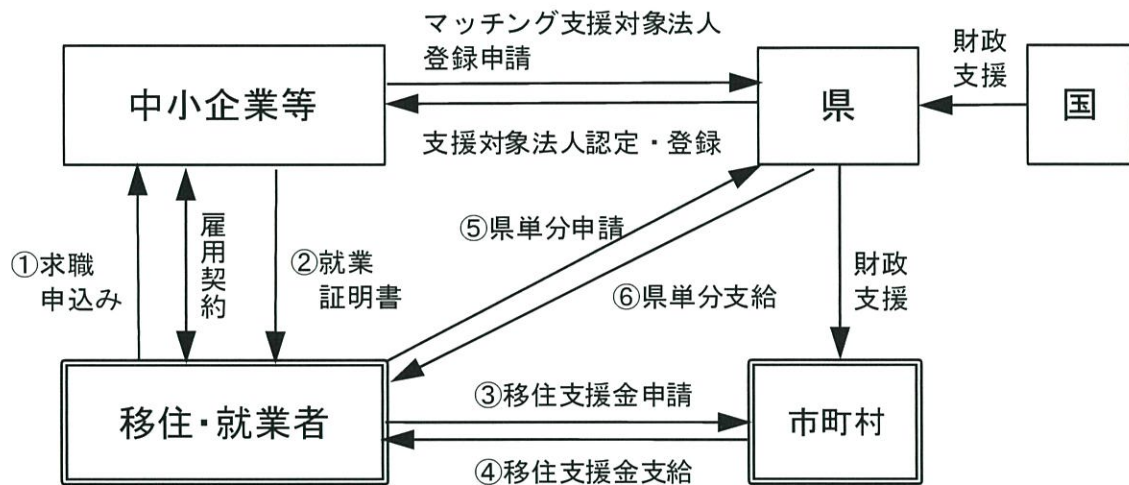 マッチング支援対象法人
登録申請
中小企業等
県
財政
支援
国
支援対象法人認定・登録
①求職
申込み
雇用契約
②就業
証明書
⑤県単分申請
⑥県単分支給
財政
支援
移住・就業者
③移住支援金申請
市町村
④移住支援金支給